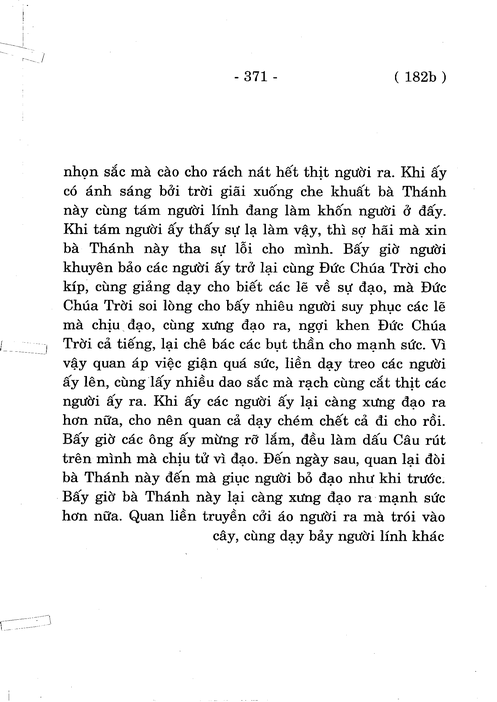 - 371 - ( 182b )
nhọn sắc mà cào cho rách nát hết thịt người ra. Khi ấy
có ánh sáng bởi trời giãi xuống che khuất bà Thánh
này cùng tám người lính đang làm khốn người ở đấy.
Khi tám người ấy thấy sự lạ làm vậy, thì sợ hãi mà xin
bà Thánh này tha sự lỗi cho mình. Bấy giờ người
khuyên bảo các người ấy trở lại cùng Đức Chúa Trời cho
kíp, cùng giảng dạy cho biết các lẽ về sự đạo, mà Đức
Chúa Trời soi lòng cho bấy nhiêu người suy phục các lẽ
mà chịu đạo, cùng xưng đạo ra, ngợi khen Đức Chúa
Trời cả tiếng, lại chê bác các bụt thần cho mạnh sức. Vì
vậy quan áp việc giận quá sức, liền dạy treo các người
ấy lên, cùng lấy nhiều dao sắc mà rạch cùng cắt thịt các
người ấy ra. Khi ấy các người ấy lại càng xưng đạo ra
hơn nữa, cho nên quan cả dạy chém chết cả đi cho rồi.
Bấy giờ các ông ấy mừng rỡ lắm, đều làm dấu Câu rút
trên mình mà chịu tử vì đạo. Đến ngày sau, quan lại đòi
bà Thánh này đến mà giục người bỏ đạo như khi trước.
Bấy giờ bà Thánh này lại càng xưng đạo ra mạnh sức
hơn nữa. Quan liền truyền cởi áo người ra mà trói vào
cây, cùng dạy bảy người lính khác